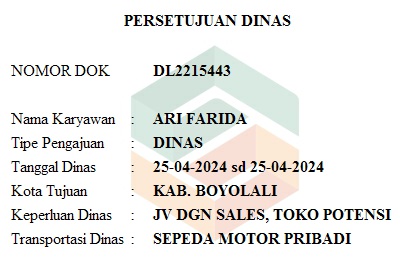 PERSETUJUAN DINAS
NOMOR DOK DL2215443
Nama Karyawan : ARI FARIDA
Tipe Pengajuan : DINAS
Tanggal Dinas : 25-04-2024 sd 25-04-2024
Kota Tujuan : KAB. BOYOLALI
Keperluan Dinas : JV DGN SALES, TOKO POTENSI
Transportasi Dinas : SEPEDA MOTOR PRIBADI